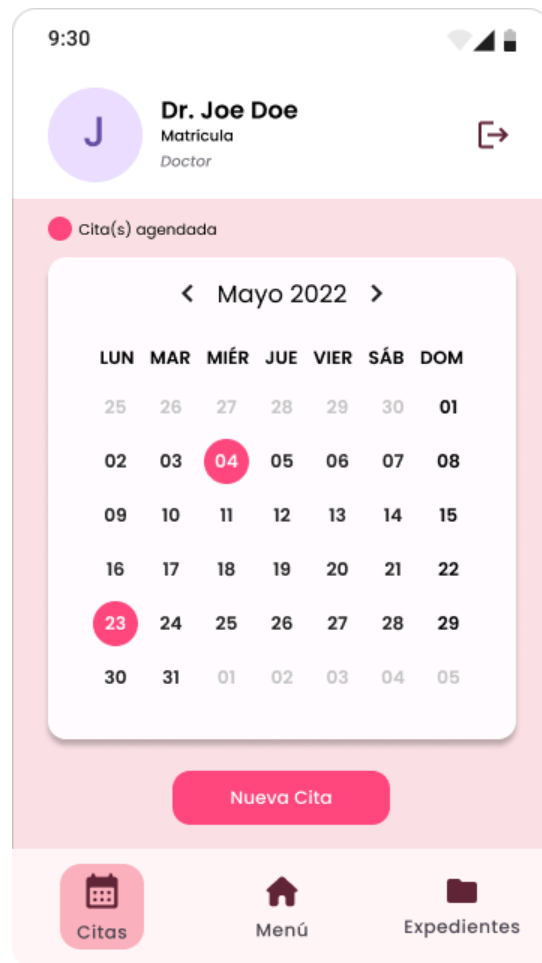 9:30
J
Dr. Joe Doe
Matrícula
Doctor
Cita(s) agendada
Mayo 2022
LUN MAR MIÉR JUE VIER SÁB DOM
25 26 27 28 29 30 01
02 03 04 05 06 07 08
09 10 11 12 13 14 15
16 17 18 19 20 21 22
23 24 25 26 27 28 29
30 31 01 02 03 04 05
Nueva Cita
Citas Menú Expedientes